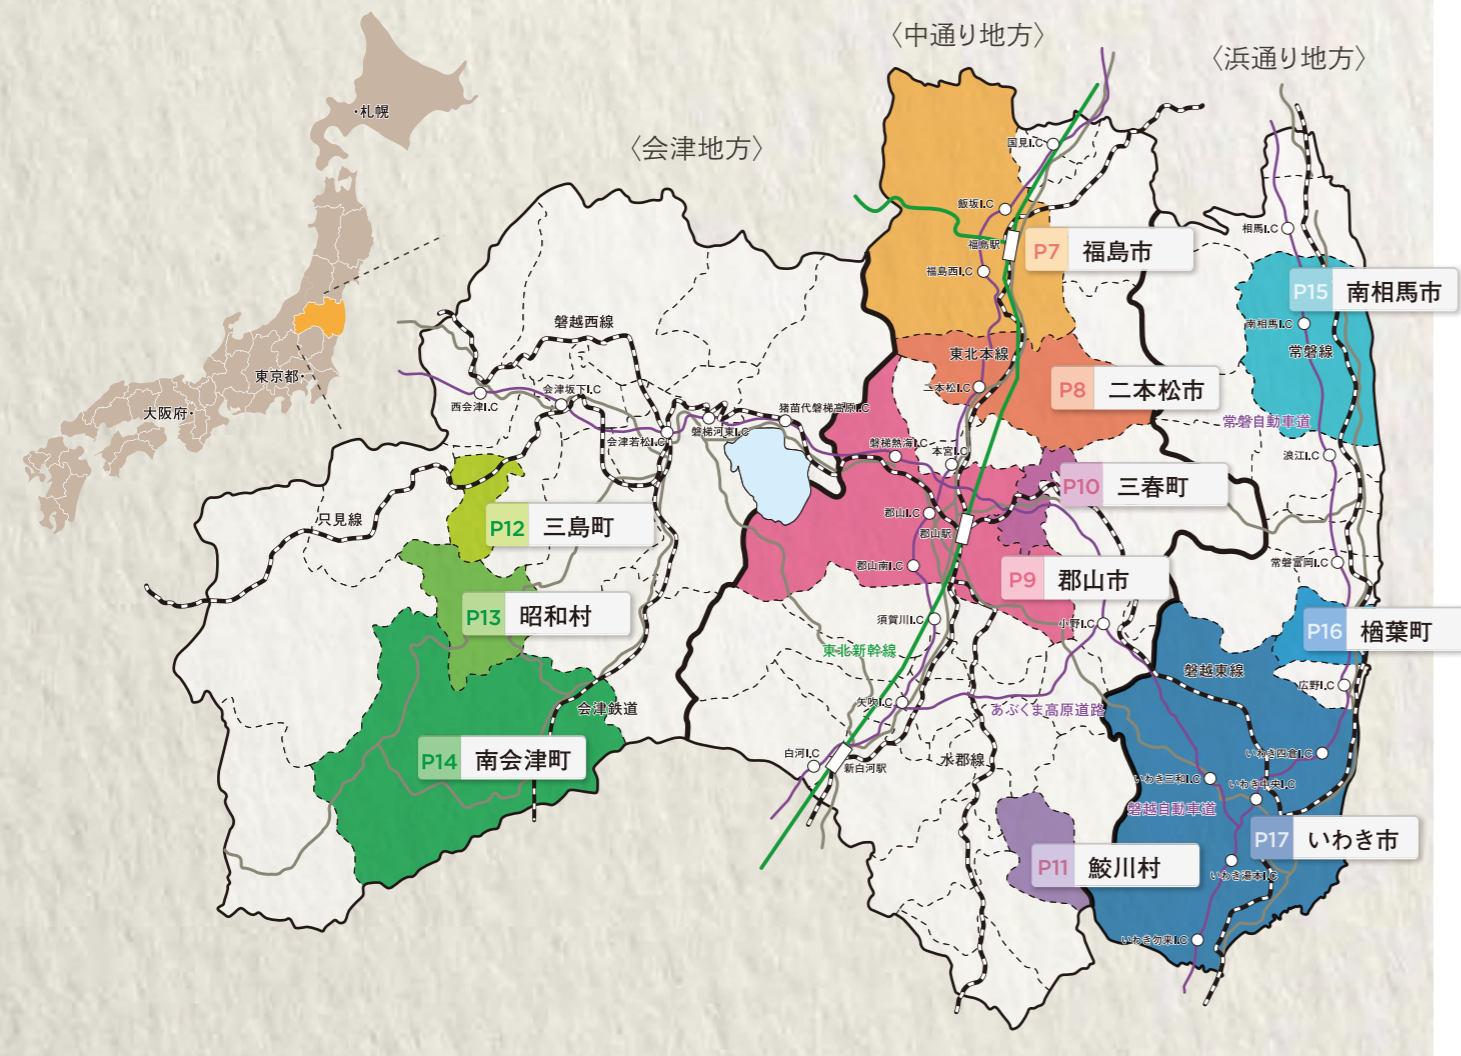 〈中通り地方〉
〈浜通り地方〉
〈会津地方〉
・札幌
東京都・
大阪府・
国見I.C
飯坂I.C
福島駅
福島西I.C
P7 福島市
相馬I.C
P15 南相馬市
南相馬I.C
常磐線
磐越西線
東北本線
二本松I.C
P8 二本松市
常磐自動車道
西会津I.C
会津坂下I.C
会津若松I.C
磐梯河東I.C
猪苗代磐梯高原I.C
磐梯熱海I.C
本宮I.C
浪江I.C
P10 三春町
只見線
P12 三島町
郡山I.C
郡山駅
郡山南I.C
常磐富岡I.C
P9 郡山市
P13 昭和村
須賀川I.C
小野I.C
P16 楢葉町
東北新幹線
磐越東線
広野I.C
会津鉄道
矢吹I.C
あぶくま高原道路
P14 南会津町
白河I.C
新白河駅
水郡線
いわき四倉I.C
いわき三和I.C
いわき中央I.C
磐越自動車道
P17 いわき市
P11 鮫川村
いわき湯本I.C
いわき勿来I.C